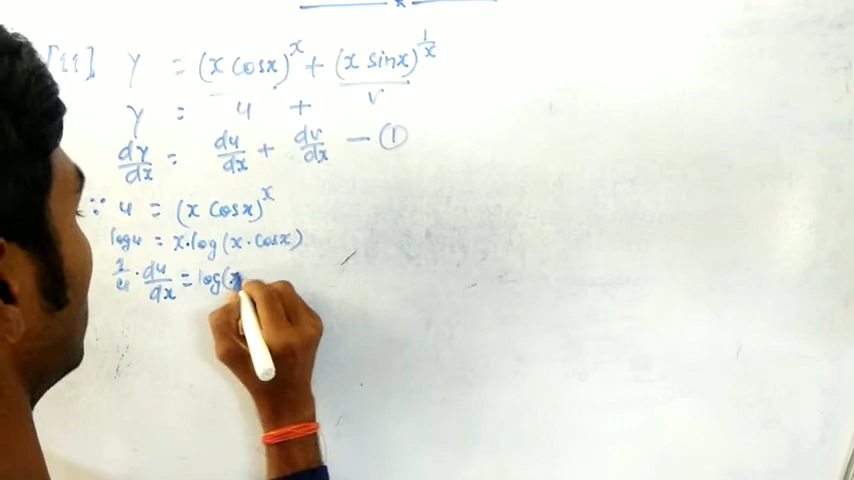 [11] y = (x cosx)^x + (x sinx)^{1/x}
y = u + v
dy/dx = du/dx + dv/dx — ①
∵ u = (x cosx)^x
log u = x·log(x·cosx)
1/u · du/dx = log(x